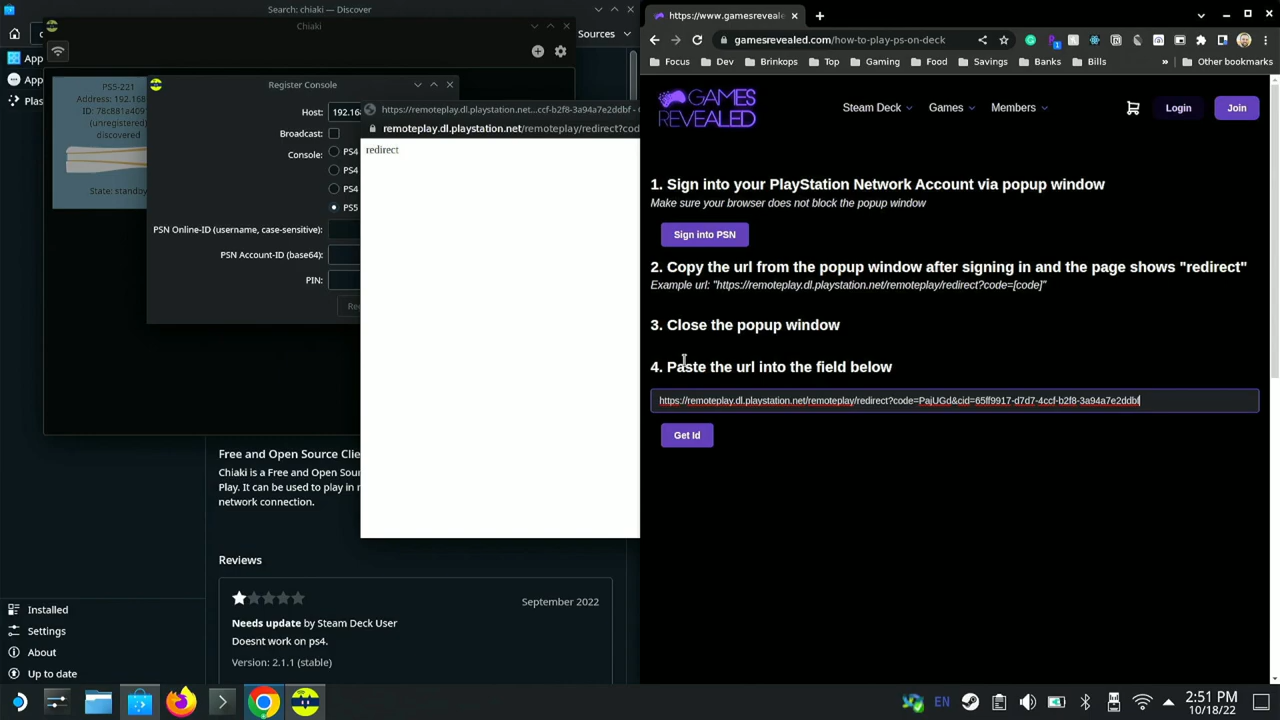 Search: chiaki — Discover
Chiaki
Sources
App
App
Plas
PS5-221
Address: 192.168
ID: 78c881a409
(unregistered)
discovered
State: standby
Register Console
Host:
192.168
Broadcast:
Console:
PS4
PS4
PS4
PS5
PSN Online-ID (username, case-sensitive):
PSN Account-ID (base64):
PIN:
Re
https://remoteplay.dl.playstation.net...ccf-b2f8-3a94a7e2ddbf - G
remoteplay.dl.playstation.net/remoteplay/redirect?cod
redirect
Free and Open Source Clie
Chiaki is a Free and Open Sour
Play. It can be used to play in r
network connection.
Reviews
September 2022
Needs update by Steam Deck User
Doesnt work on ps4.
Version: 2.1.1 (stable)
Installed
Settings
About
Up to date
https://www.gamesreveale
gamesrevealed.com/how-to-play-ps-on-deck
Focus
Dev
Brinkops
Top
Gaming
Food
Banks
Bills
»
Other bookmarks
GAMES
REVEALED
Steam Deck
Games
Members
Login
Join
1. Sign into your PlayStation Network Account via popup window
Make sure your browser does not block the popup window
Sign into PSN
2. Copy the url from the popup window after signing in and the page shows "redirect"
Example url: "https://remoteplay.dl.playstation.net/remoteplay/redirect?code=[code]"
3. Close the popup window
4. Paste the url into the field below
https://remoteplay.dl.playstation.net/remoteplay/redirect?code=PajUGd&cid=65ff9917-d7d7-4ccf-b2f8-3a94a7e2ddbf
Get Id
EN
2:51 PM
10/18/22